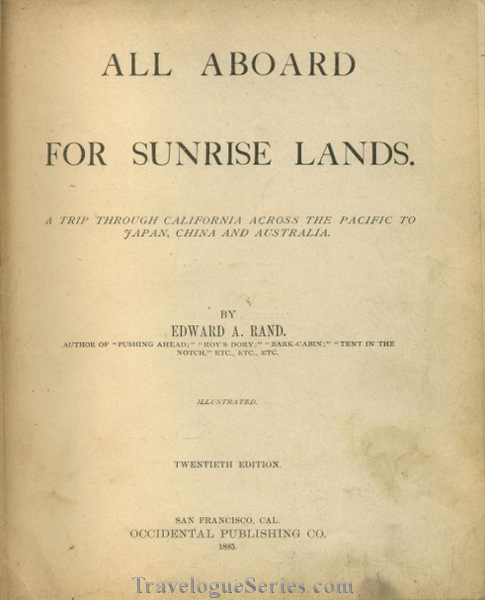 ALL ABOARD
FOR SUNRISE LANDS.
A TRIP THROUGH CALIFORNIA ACROSS THE PACIFIC TO
JAPAN, CHINA AND AUSTRALIA.
BY
EDWARD A. RAND.
AUTHOR OF "PUSHING AHEAD;" "ROY'S DORY;" "BARK-CABIN;" "TENT IN THE
NOTCH," ETC., ETC., ETC.
ILLUSTRATED.
TWENTIETH EDITION.
SAN FRANCISCO, CAL.
OCCIDENTAL PUBLISHING CO.
1885.
TravelogueSeries.com